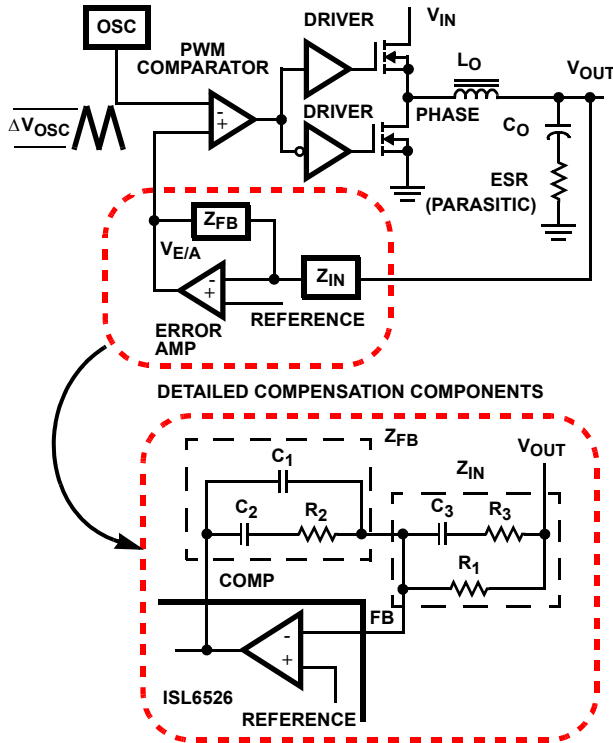 OSC
PWM
COMPARATOR
DRIVER
V_IN
L_O
V_OUT
ΔV_OSC
-
+
DRIVER
PHASE
C_O
ESR
(PARASITIC)
Z_FB
V_E/A
-
+
Z_IN
REFERENCE
ERROR
AMP
DETAILED COMPENSATION COMPONENTS
Z_FB
C_1
C_2
R_2
Z_IN
V_OUT
C_3
R_3
R_1
COMP
FB
-
+
ISL6526
REFERENCE